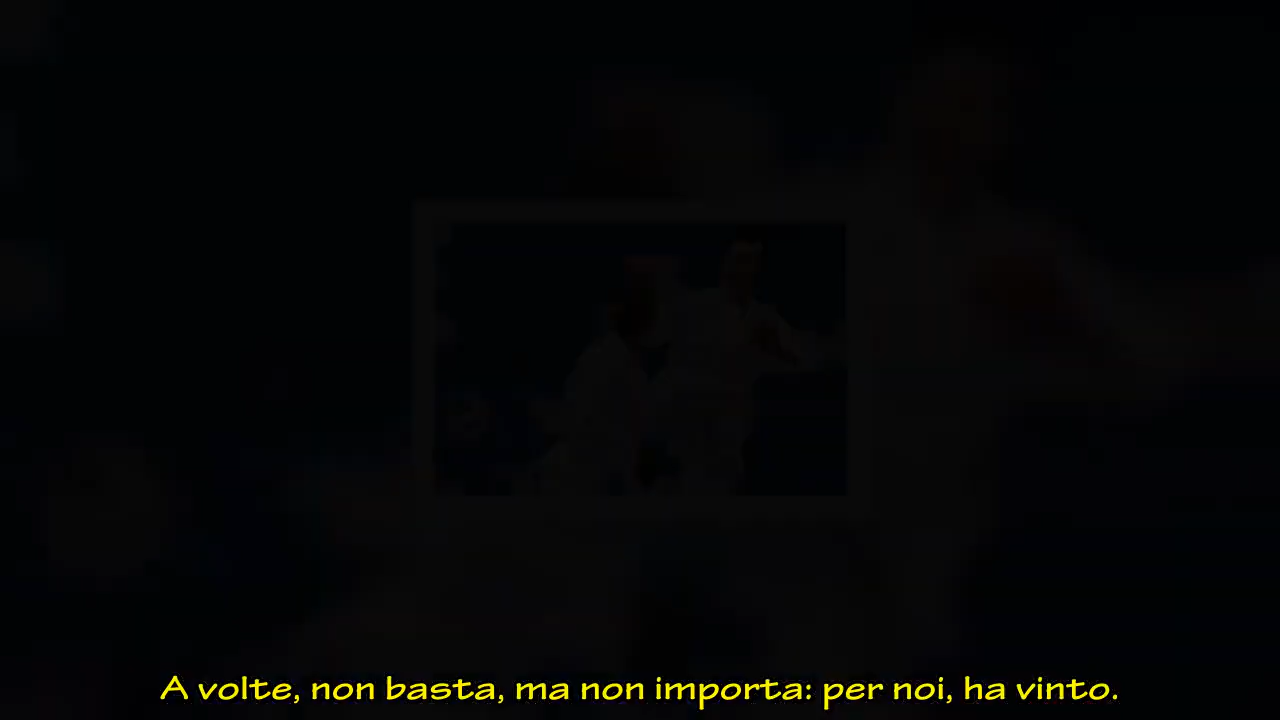 A volte, non basta, ma non importa: per noi, ha vinto.